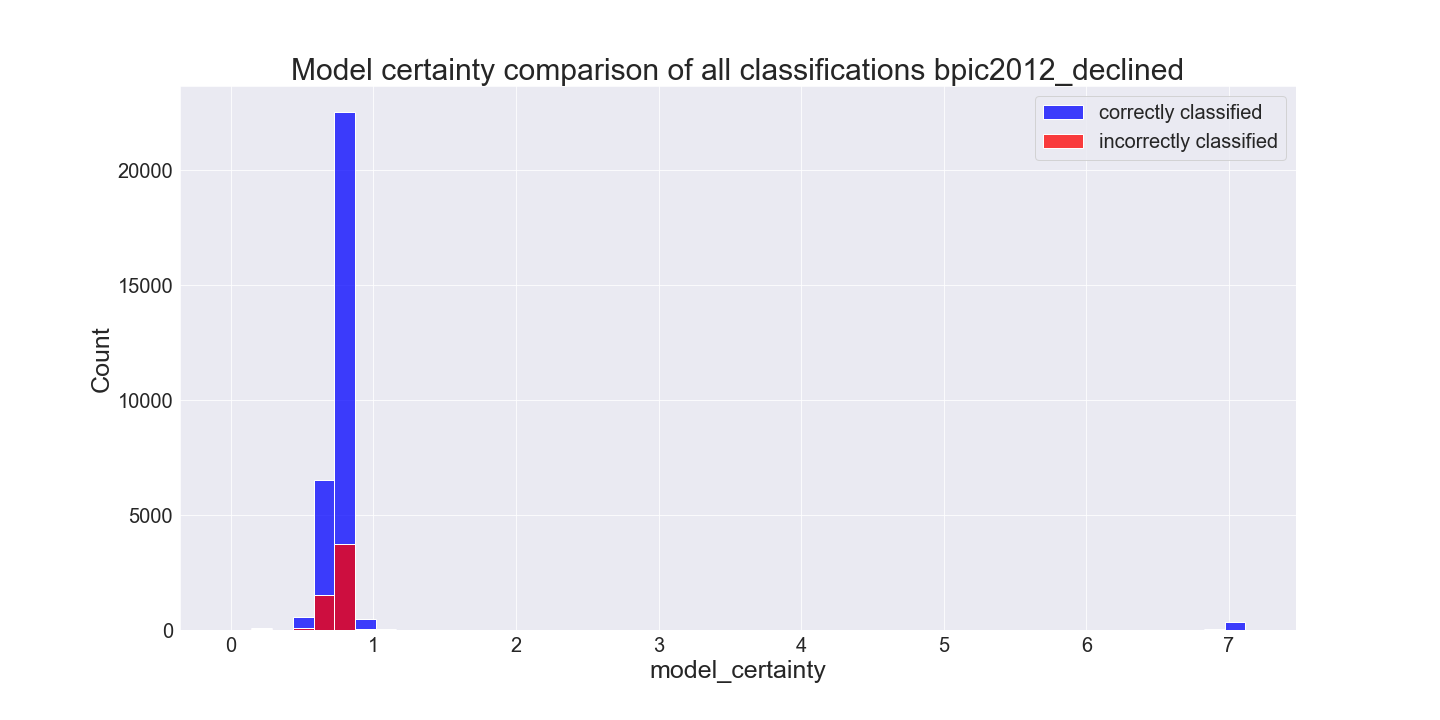 Model certainty comparison of all classifications bpic2012_declined
correctly classified
incorrectly classified
20000
15000
10000
5000
0
Count
0 1 2 3 4 5 6 7
model_certainty